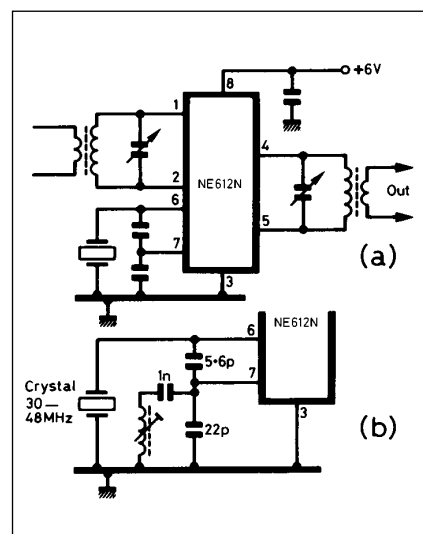 8
+6V
1
4
2
NE612N
Out
6
5
7
(a)
3
NE612N
6
1n
5•6p
7
Crystal
30—
48MHz
3
22p
(b)